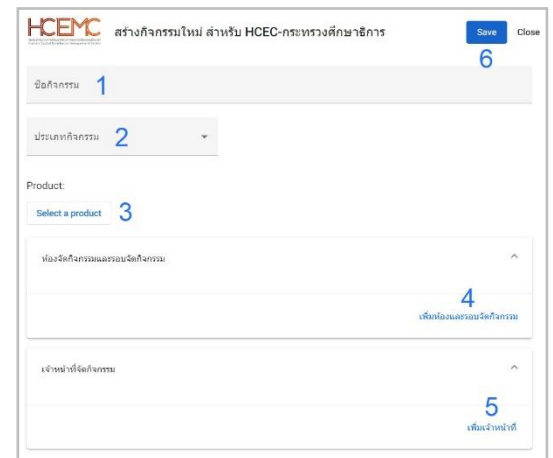 HCEMC สร้างกิจกรรมใหม่ สำหรับ HCEC-กระทรวงศึกษาธิการ Save Close
6
ชื่อกิจกรรม 1
ประเภทกิจกรรม 2
Product:
Select a product 3
ห้องจัดกิจกรรมและรอบจัดกิจกรรม
4
เพิ่มห้องและรอบจัดกิจกรรม
เจ้าหน้าที่จัดกิจกรรม
5
เพิ่มเจ้าหน้าที่